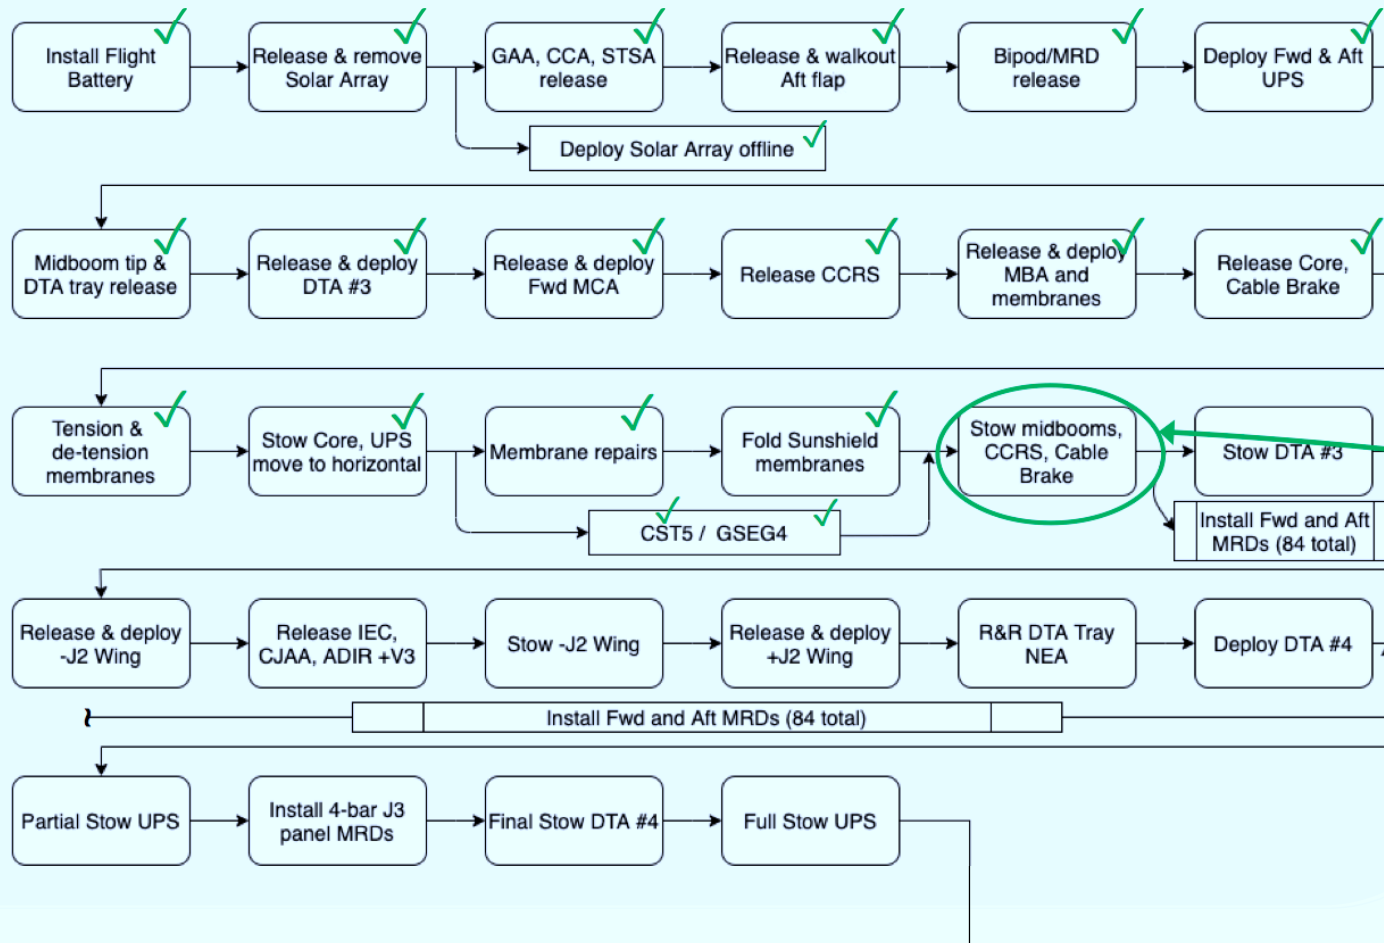 Install Flight
Battery
Release & remove
Solar Array
GAA, CCA, STSA
release
Release & walkout
Aft flap
Bipod/MRD
release
Deploy Fwd & Aft
UPS
Deploy Solar Array offline
Midboom tip &
DTA tray release
Release & deploy
DTA #3
Release & deploy
Fwd MCA
Release CCRS
Release & deploy
MBA and
membranes
Release Core,
Cable Brake
Tension &
de-tension
membranes
Stow Core, UPS
move to horizontal
Membrane repairs
Fold Sunshield
membranes
Stow midbooms,
CCRS, Cable
Brake
Stow DTA #3
CST5 / GSEG4
Install Fwd and Aft
MRDs (84 total)
Release & deploy
-J2 Wing
Release IEC,
CJAA, ADIR +V3
Stow -J2 Wing
Release & deploy
+J2 Wing
R&R DTA Tray
NEA
Deploy DTA #4
Install Fwd and Aft MRDs (84 total)
Partial Stow UPS
Install 4-bar J3
panel MRDs
Final Stow DTA #4
Full Stow UPS